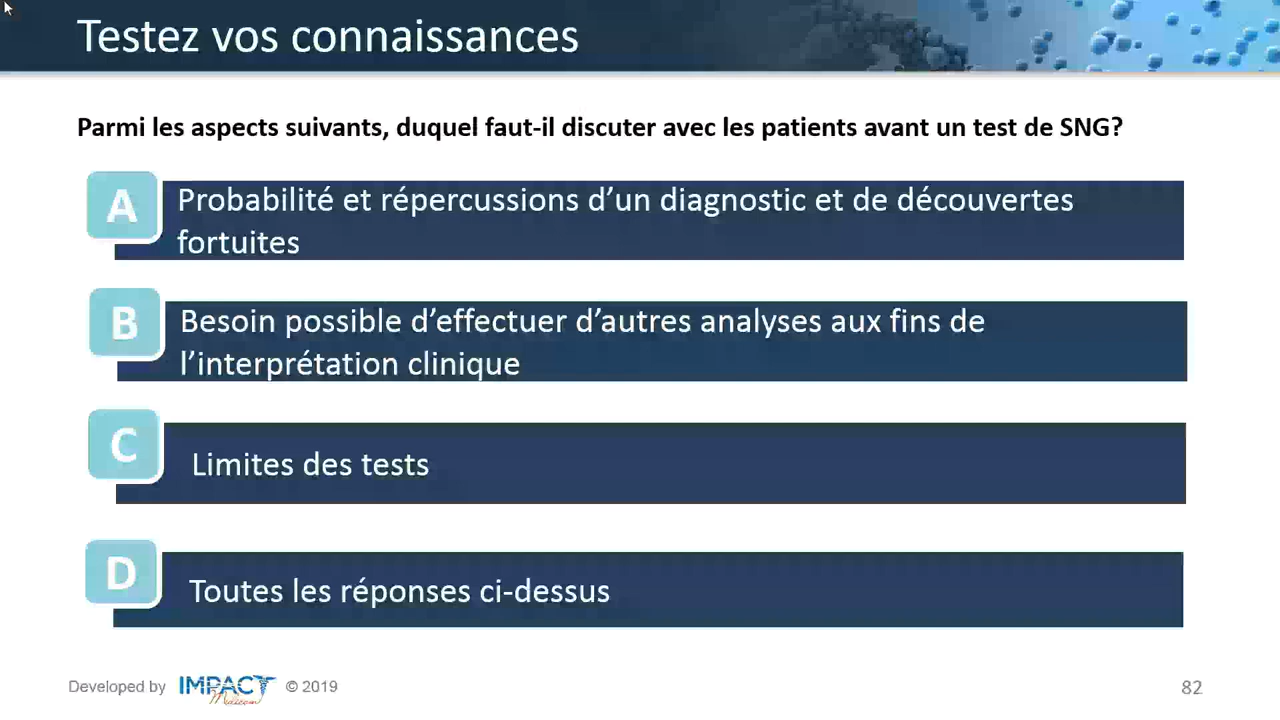 Testez vos connaissances
Parmi les aspects suivants, duquel faut-il discuter avec les patients avant un test de SNG?
A
Probabilité et répercussions d’un diagnostic et de découvertes
fortuites
B
Besoin possible d’effectuer d’autres analyses aux fins de
l’interprétation clinique
C
Limites des tests
D
Toutes les réponses ci-dessus
Developed by IMPACT Medicom © 2019
82